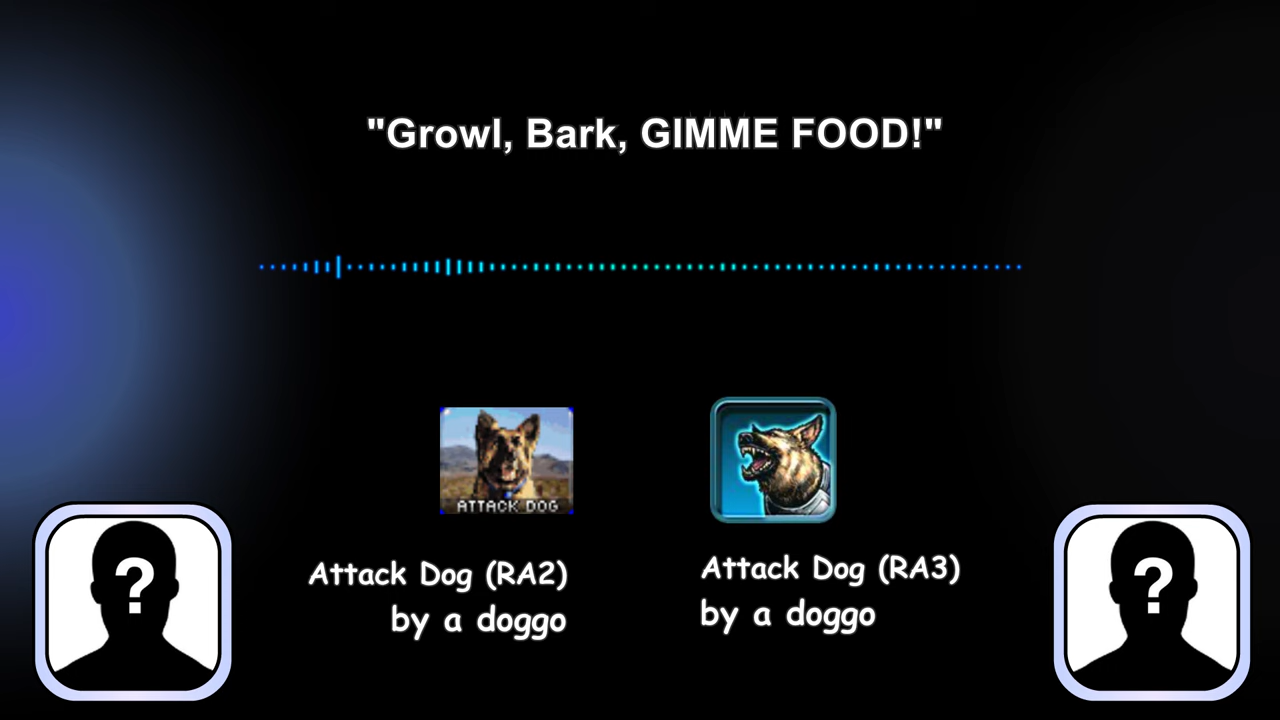 "Growl, Bark, GIMME FOOD!"
ATTACK DOG
Attack Dog (RA2)
by a doggo
Attack Dog (RA3)
by a doggo
?
?